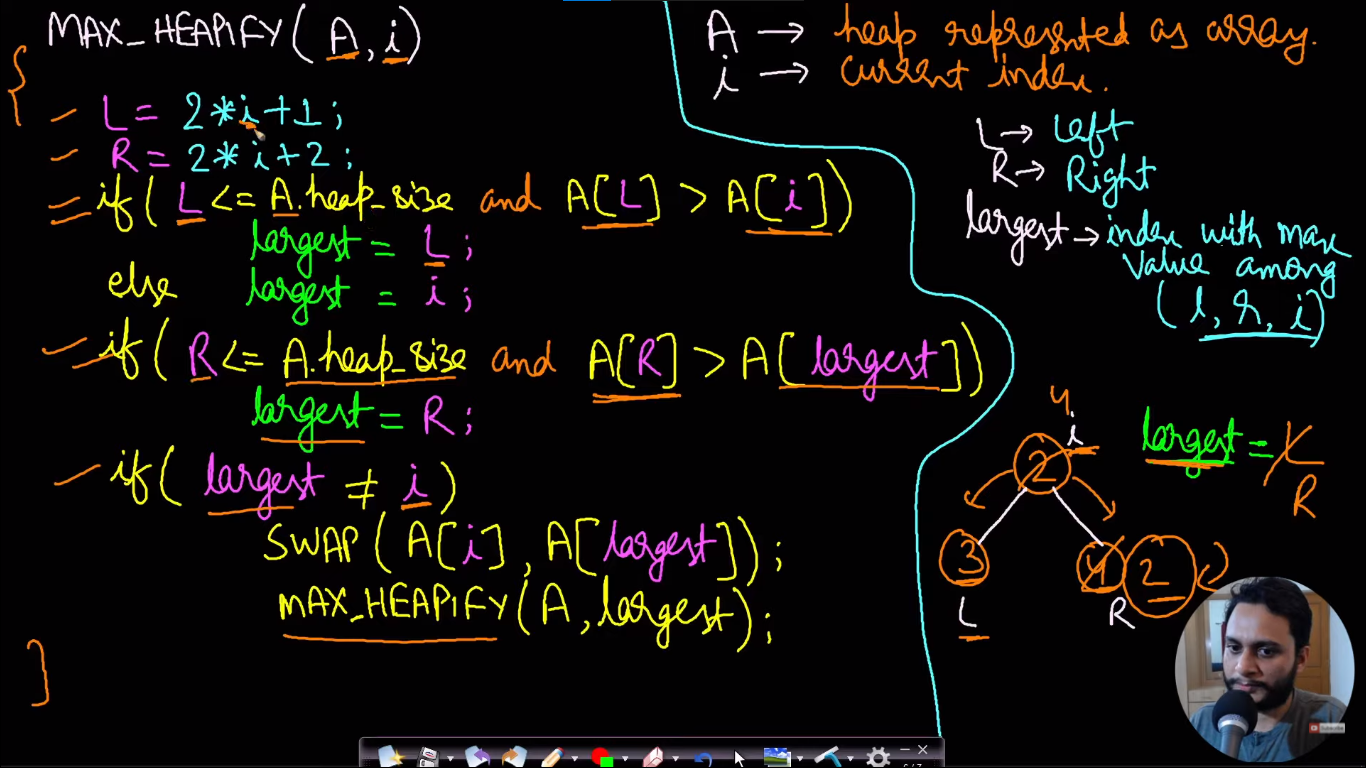 MAX_HEAPIFY( A, i )
{
L = 2*i+1;
R = 2*i+2;
if( L <= A.heap_size and A[L] > A[i])
largest = L;
else largest = i;
if( R <= A.heap_size and A[R] > A[largest])
largest = R;
if( largest ≠ i )
SWAP( A[i], A[largest]);
MAX_HEAPIFY(A, largest);
}
A → heap represnted as array.
i → current index.
L → Left
R → Right
largest → index with max
value among
(l, r, i)
4
i
2
largest = L
R
3 4 2
L R